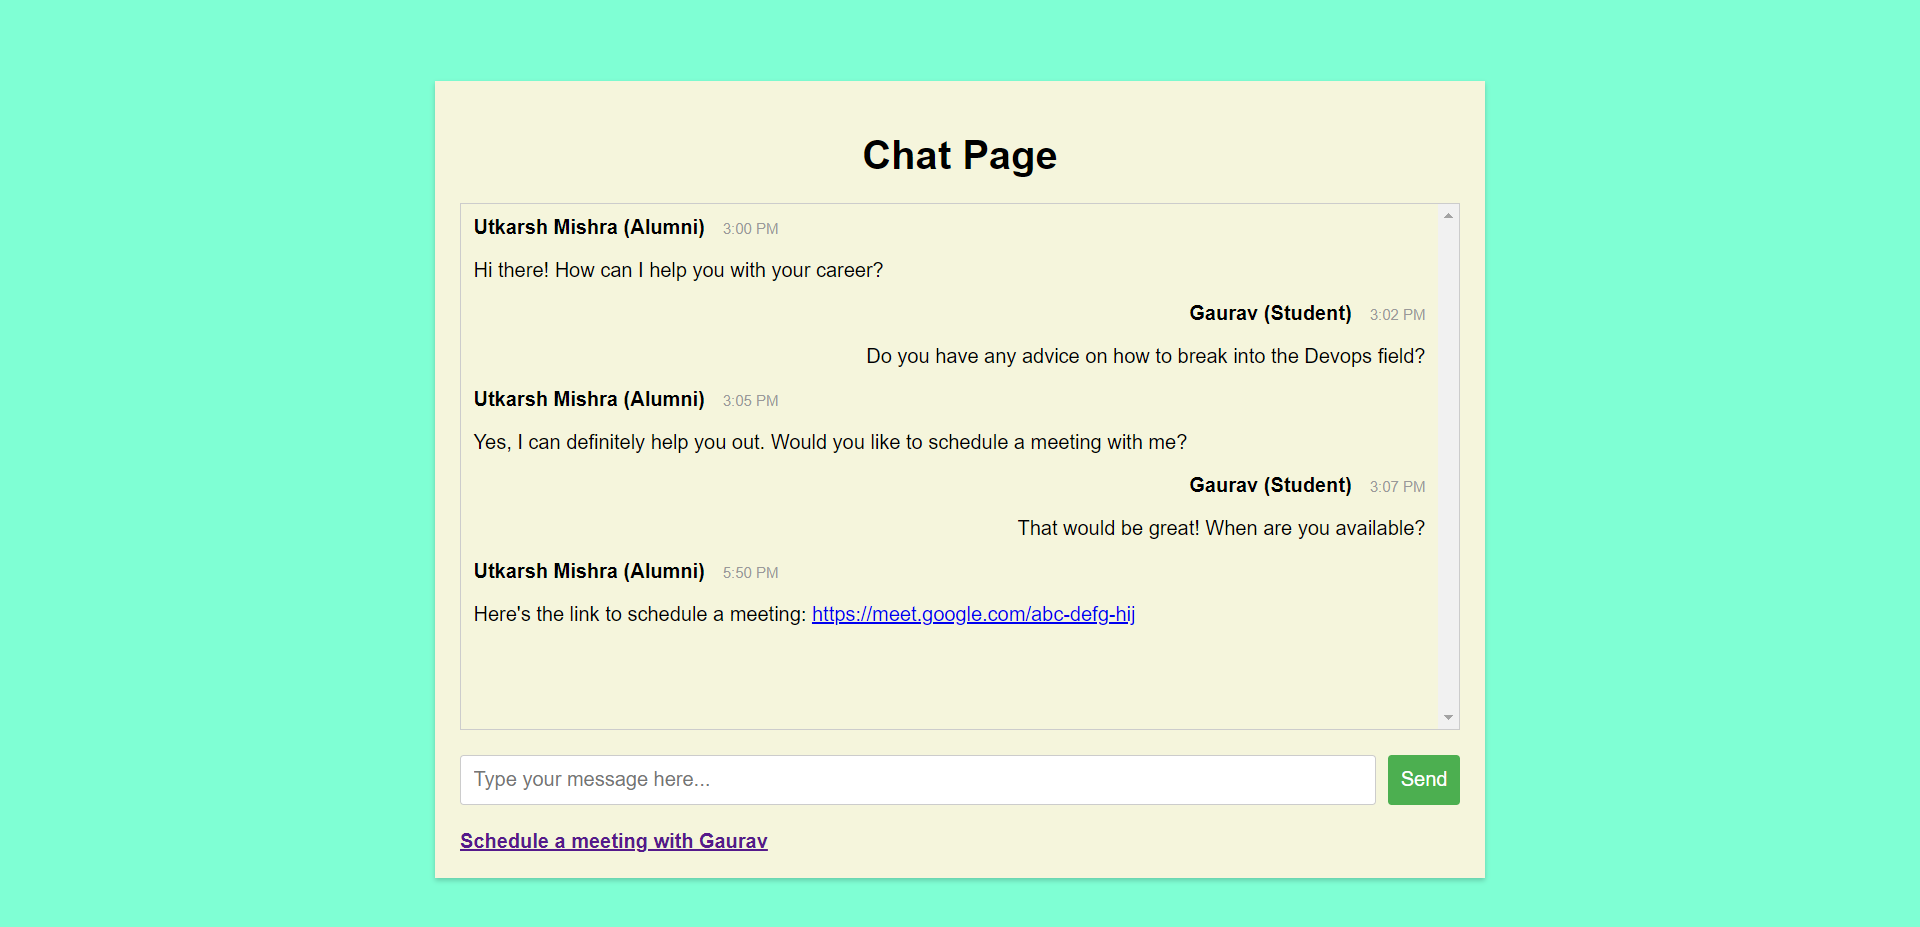 Chat Page
Utkarsh Mishra (Alumni) 3:00 PM
Hi there! How can I help you with your career?
Gaurav (Student) 3:02 PM
Do you have any advice on how to break into the Devops field?
Utkarsh Mishra (Alumni) 3:05 PM
Yes, I can definitely help you out. Would you like to schedule a meeting with me?
Gaurav (Student) 3:07 PM
That would be great! When are you available?
Utkarsh Mishra (Alumni) 5:50 PM
Here's the link to schedule a meeting: https://meet.google.com/abc-defg-hij
Type your message here... Send
Schedule a meeting with Gaurav